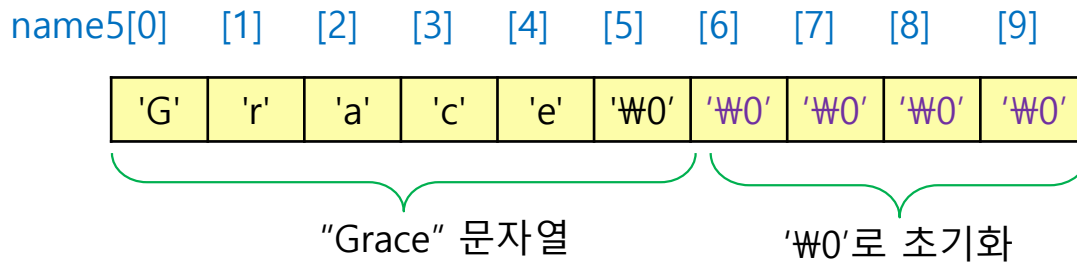 name5[0] [1] [2] [3] [4] [5] [6] [7] [8] [9]
'G' 'r' 'a' 'c' 'e' '₩0' '₩0' '₩0' '₩0' '₩0'
"Grace" 문자열 '₩0'로 초기화